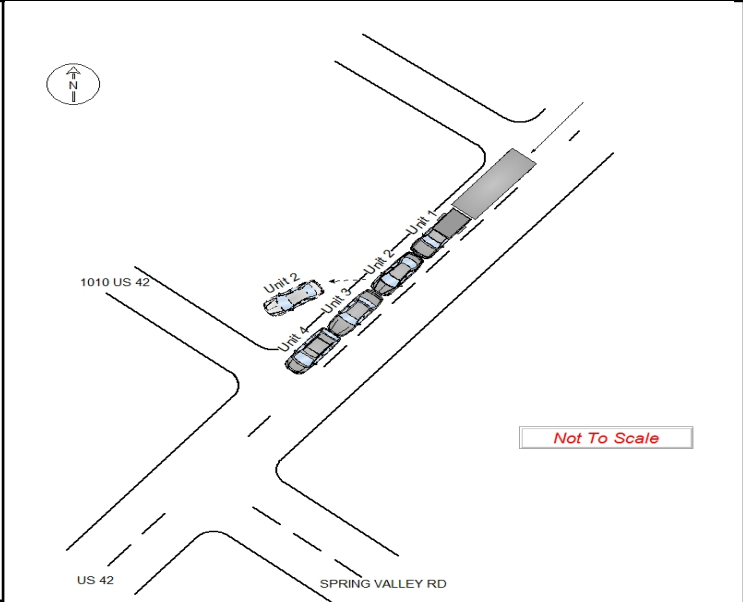 N
Unit 1
Unit 2
Unit 2
Unit 3
Unit 4
1010 US 42
Not To Scale
US 42
SPRING VALLEY RD